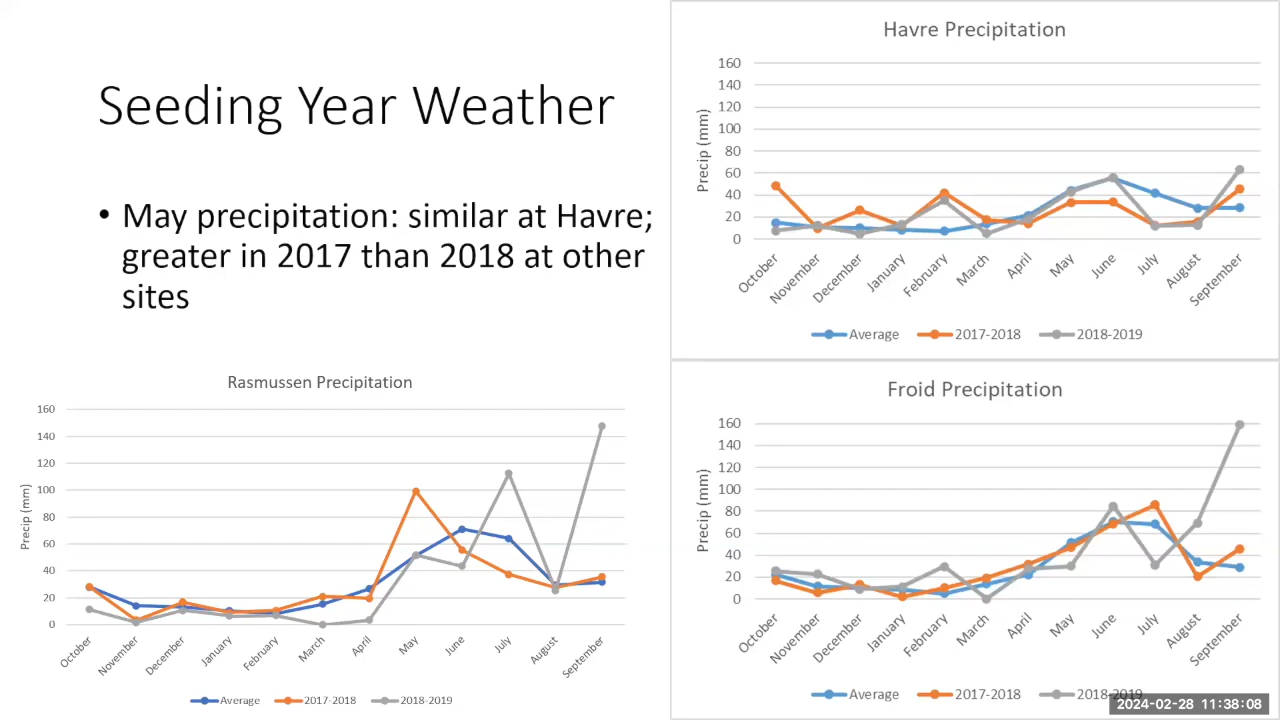 Seeding Year Weather
• May precipitation: similar at Havre;
greater in 2017 than 2018 at other
sites
Havre Precipitation
Precip (mm)
160
140
120
100
80
60
40
20
0
October
November
December
January
February
March
April
May
June
July
August
September
Average 2017-2018 2018-2019
Rasmussen Precipitation
Precip (mm)
160
140
120
100
80
60
40
20
0
October
November
December
January
February
March
April
May
June
July
August
September
Average 2017-2018 2018-2019
Froid Precipitation
Precip (mm)
160
140
120
100
80
60
40
20
0
October
November
December
January
February
March
April
May
June
July
August
September
Average 2017-2018 2018-2019
2024-02-28 11:38:08